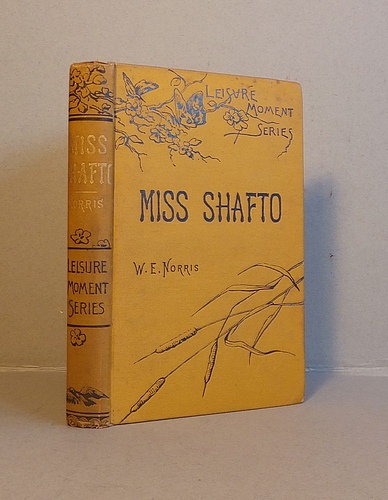 MISS
SHAFTO
NORRIS
LEISURE
MOMENT
SERIES
LEISURE
MOMENT
SERIES
MISS SHAFTO
W. E. NORRIS